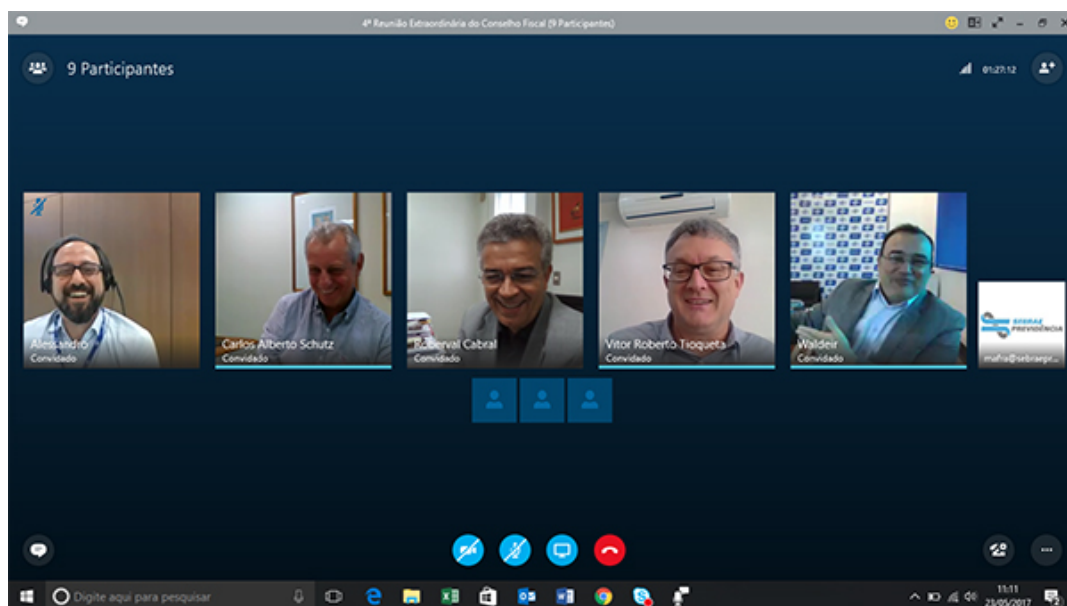 4ª Reunião Extraordinária do Conselho Fiscal (9 Participantes)
9 Participantes
01:27:12
Alessandro
Convidado
Carlos Alberto Schutz
Convidado
Roberval Cabral
Convidado
Vitor Roberto Tioqueta
Convidado
Waldeir
Convidado
SEBRAE
PREVIDÊNCIA
mafra@sebraepr...
Digite aqui para pesquisar
11:11
23/05/2017